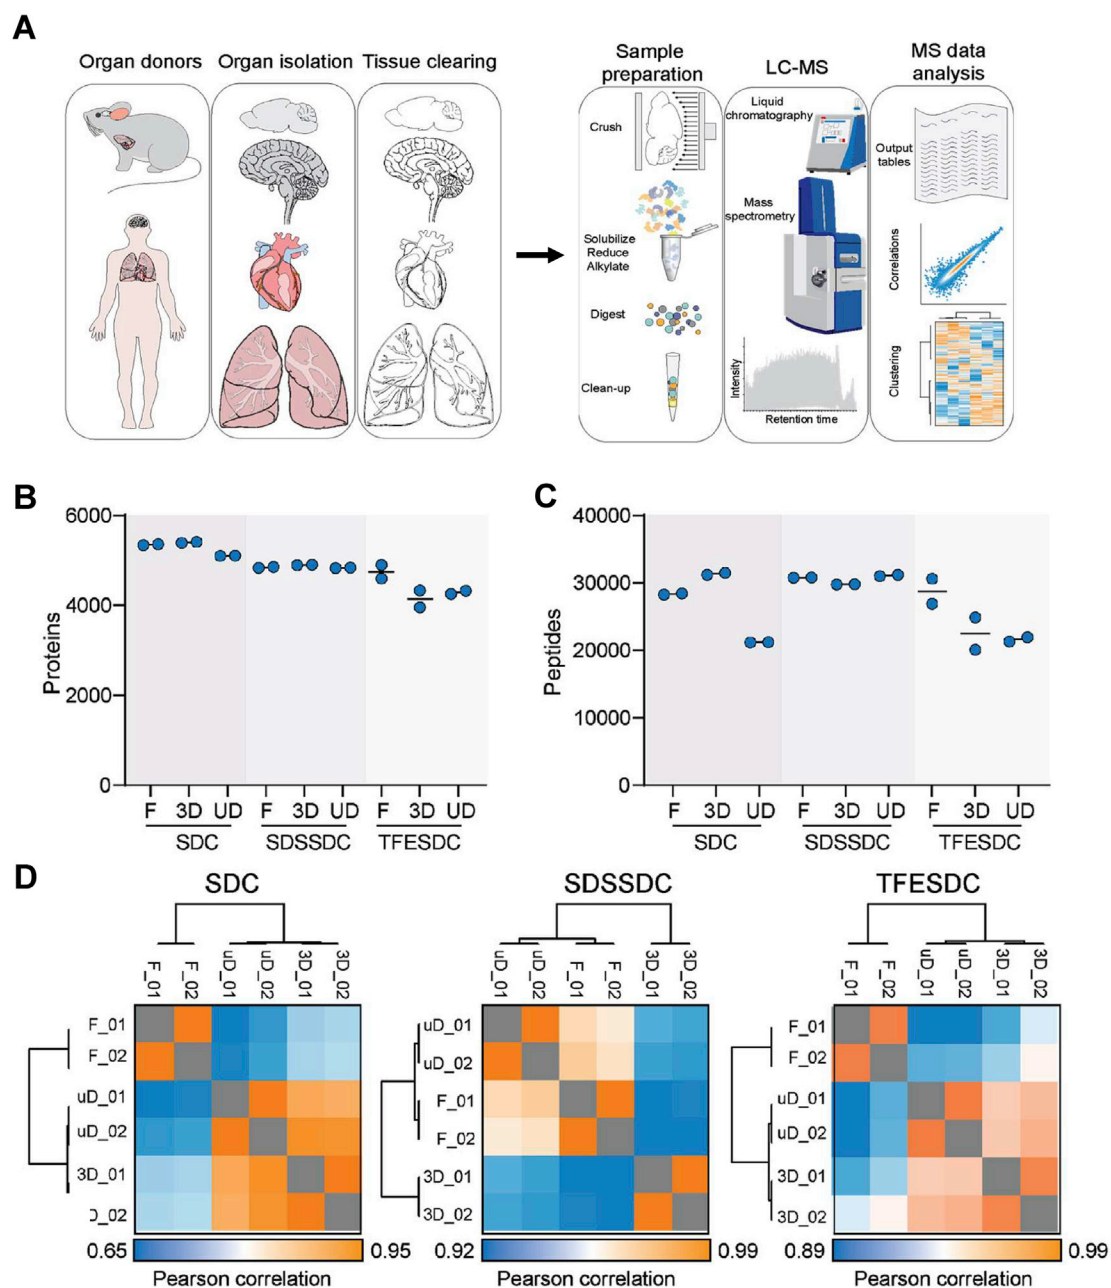 A
Organ donors
Organ isolation
Tissue clearing
Sample
preparation
LC-MS
MS data
analysis
Crush
Solubilize
Reduce
Alkylate
Digest
Clean-up
Liquid
chromatography
Mass
spectrometry
Intensity
Retention time
Output
tables
Correlations
Clustering
B
Proteins
6000
4000
2000
0
F 3D UD F 3D UD F 3D UD
SDC SDSSDC TFESDC
C
Peptides
40000
30000
20000
10000
0
F 3D UD F 3D UD F 3D UD
SDC SDSSDC TFESDC
D
SDC
F_01 F_02 uD_01 uD_02 3D_01 3D_02
F_01
F_02
uD_01
uD_02
3D_01
Ɔ_02
0.65 0.95
Pearson correlation
SDSSDC
uD_01 uD_02 F_01 F_02 3D_01 3D_02
uD_01
uD_02
F_01
F_02
3D_01
3D_02
0.92 0.99
Pearson correlation
TFESDC
F_01 F_02 uD_01 uD_02 3D_01 3D_02
F_01
F_02
uD_01
uD_02
3D_01
3D_02
0.89 0.99
Pearson correlation